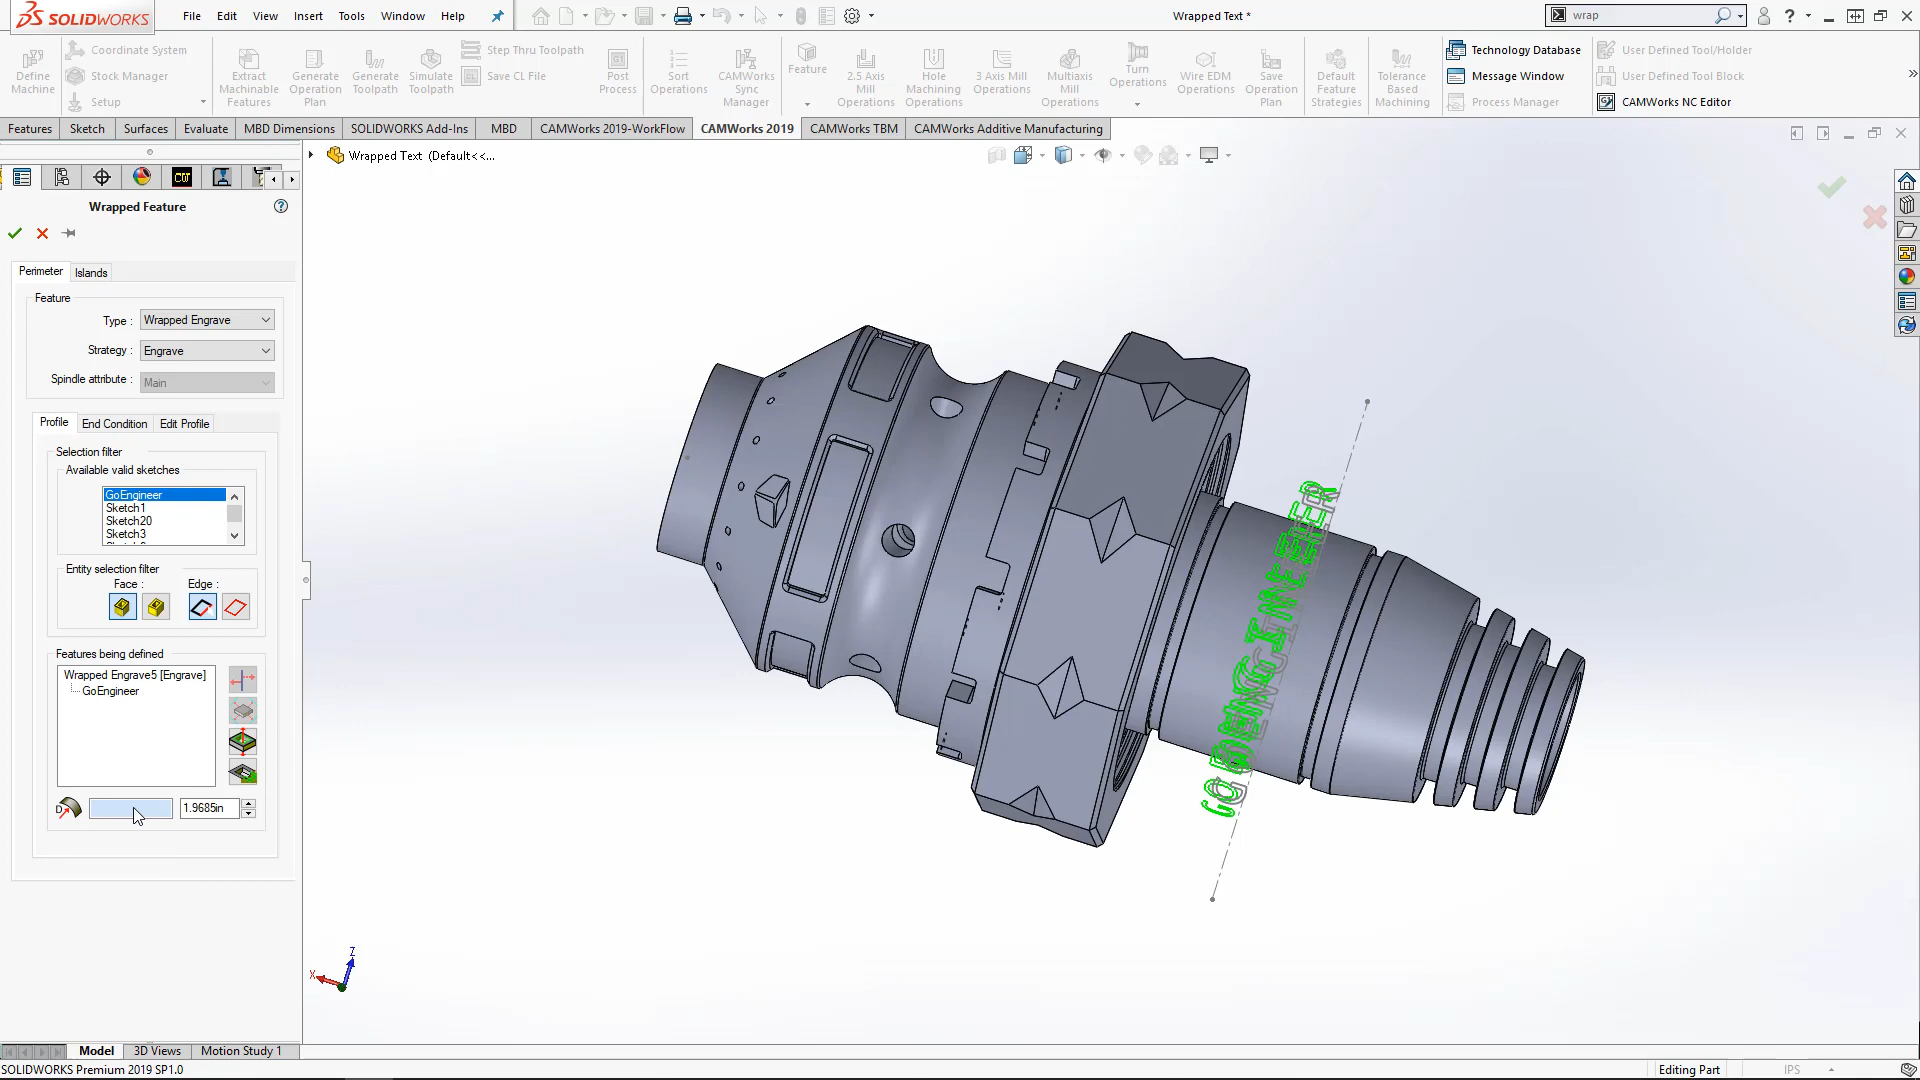 SOLIDWORKS
File Edit View Insert Tools Window Help
Wrapped Text *
wrap
Define Machine
Coordinate System
Stock Manager
Setup
Extract Machinable Features
Generate Operation Plan
Generate Toolpath
Simulate Toolpath
Step Thru Toolpath
Save CL File
Post Process
Sort Operations
CAMWorks Sync Manager
Feature
2.5 Axis Mill Operations
Hole Machining Operations
3 Axis Mill Operations
Multiaxis Mill Operations
Turn Operations
Wire EDM Operations
Save Operation Plan
Default Feature Strategies
Tolerance Based Machining
Technology Database
Message Window
Process Manager
User Defined Tool/Holder
User Defined Tool Block
CAMWorks NC Editor
Features Sketch Surfaces Evaluate MBD Dimensions SOLIDWORKS Add-Ins MBD CAMWorks 2019-WorkFlow CAMWorks 2019 CAMWorks TBM CAMWorks Additive Manufacturing
Wrapped Text (Default<<...
Wrapped Feature
Perimeter Islands
Feature
Type : Wrapped Engrave
Strategy : Engrave
Spindle attribute : Main
Profile End Condition Edit Profile
Selection filter
Available valid sketches
GoEngineer
Sketch1
Sketch20
Sketch3
Entity selection filter
Face : Edge :
Features being defined
Wrapped Engrave5 [Engrave]
GoEngineer
D 1.9685in
GOENGINEER
Z
X
Model 3D Views Motion Study 1
SOLIDWORKS Premium 2019 SP1.0
Editing Part IPS